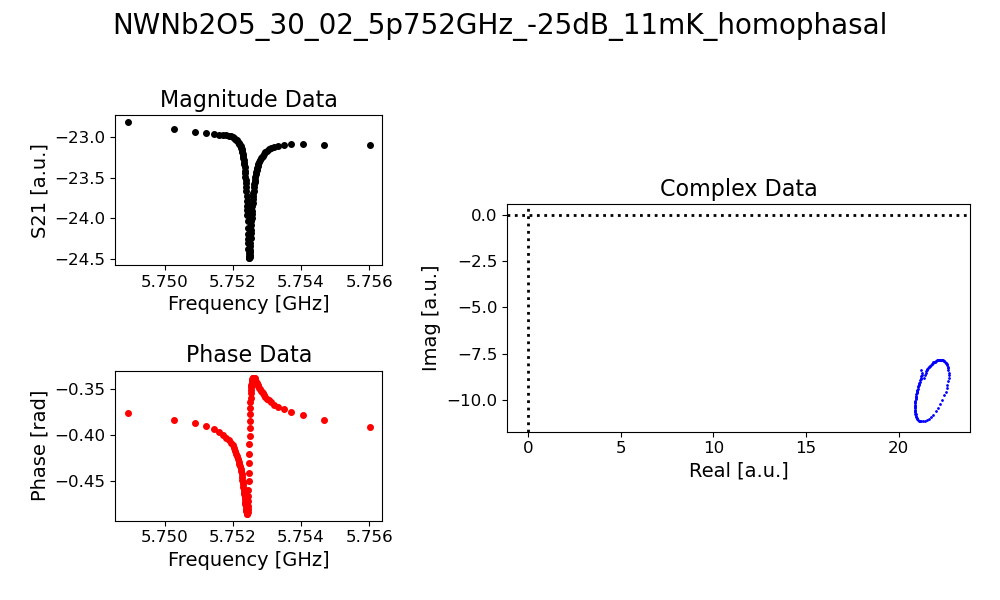 NWNb2O5_30_02_5p752GHz_-25dB_11mK_homophasal
Magnitude Data
S21 [a.u.]
−23.0
−23.5
−24.0
−24.5
5.750 5.752 5.754 5.756
Frequency [GHz]
Phase Data
Phase [rad]
−0.35
−0.40
−0.45
5.750 5.752 5.754 5.756
Frequency [GHz]
Complex Data
Imag [a.u.]
0.0
−2.5
−5.0
−7.5
−10.0
0 5 10 15 20
Real [a.u.]